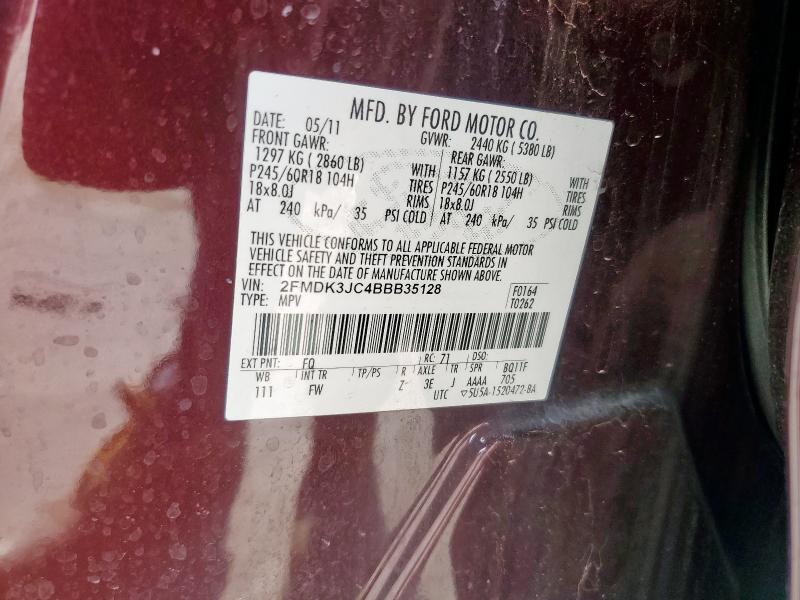 MFD. BY FORD MOTOR CO.
DATE: 05/11 GVWR: 2440 KG ( 5380 LB)
FRONT GAWR: REAR GAWR:
1297 KG ( 2860 LB) WITH 1157 KG ( 2550 LB) WITH
P245/60R18 104H TIRES P245/60R18 104H TIRES
18x8.0J RIMS 18x8.0J RIMS
AT 240 kPa/ 35 PSI COLD AT 240 kPa/ 35 PSI COLD
THIS VEHICLE CONFORMS TO ALL APPLICABLE FEDERAL MOTOR
VEHICLE SAFETY AND THEFT PREVENTION STANDARDS IN
EFFECT ON THE DATE OF MANUFACTURE SHOWN ABOVE.
VIN: 2FMDK3JC4BBB35128 F0164
TYPE: MPV T0262
EXT PNT: FQ RC: 71 DSO:
WB INT TR TP/PS R AXLE TR SPR BQ11F
111 FW Z 3E J AAAA 705
UTC ▽5U5A-1520472-BA